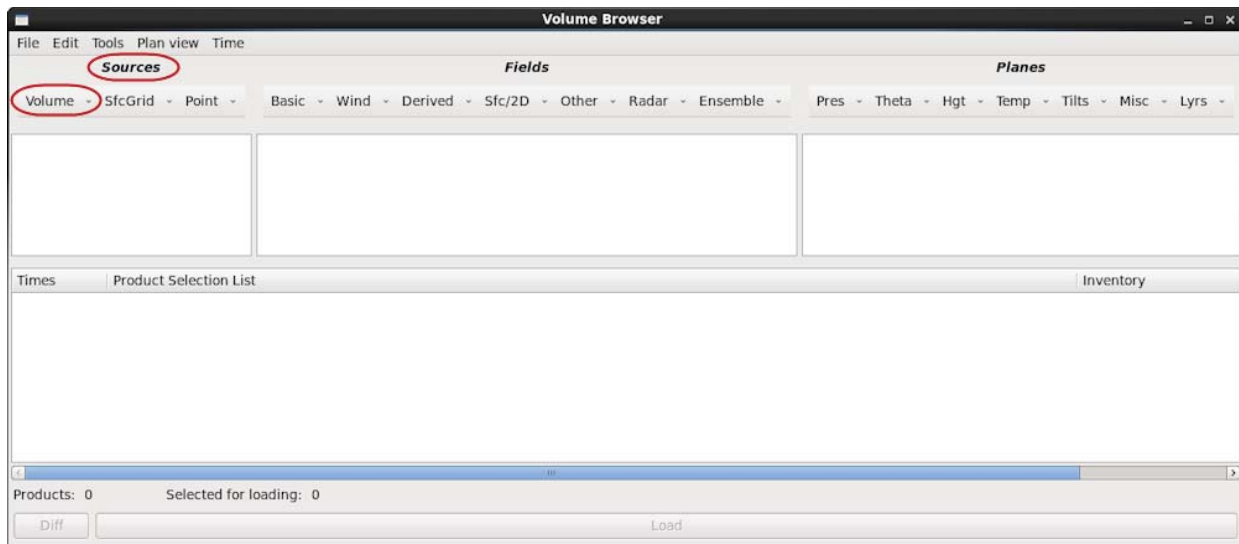 Volume Browser
File Edit Tools Plan view Time
Sources Fields Planes
Volume SfcGrid Point Basic Wind Derived Sfc/2D Other Radar Ensemble Pres Theta Hgt Temp Tilts Misc Lyrs
Times Product Selection List Inventory
Products: 0 Selected for loading: 0
Diff Load